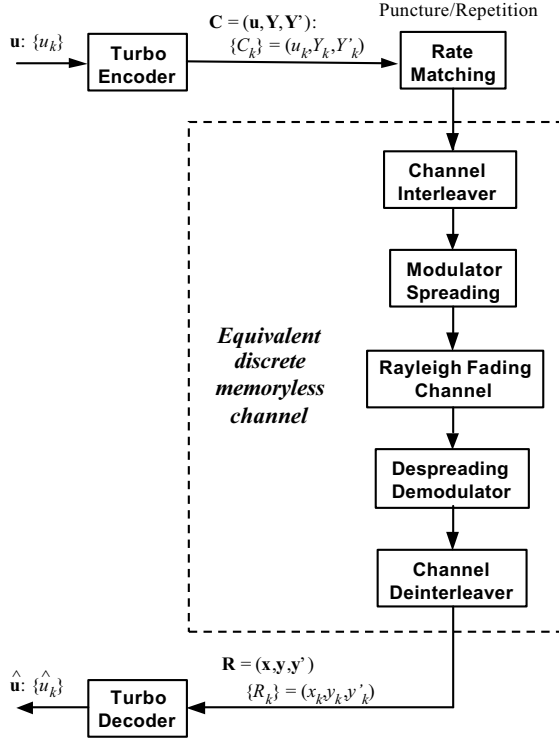 Puncture/Repetition
C = (u,Y,Y'):
u: {u_k}
{C_k} = (u_k,Y_k,Y'_k)
Turbo
Encoder
Rate
Matching
Channel
Interleaver
Modulator
Spreading
Equivalent
discrete
memoryless
channel
Rayleigh Fading
Channel
Despreading
Demodulator
Channel
Deinterleaver
R = (x,y,y')
{R_k} = (x_k,y_k,y'_k)
û: {û_k}
Turbo
Decoder